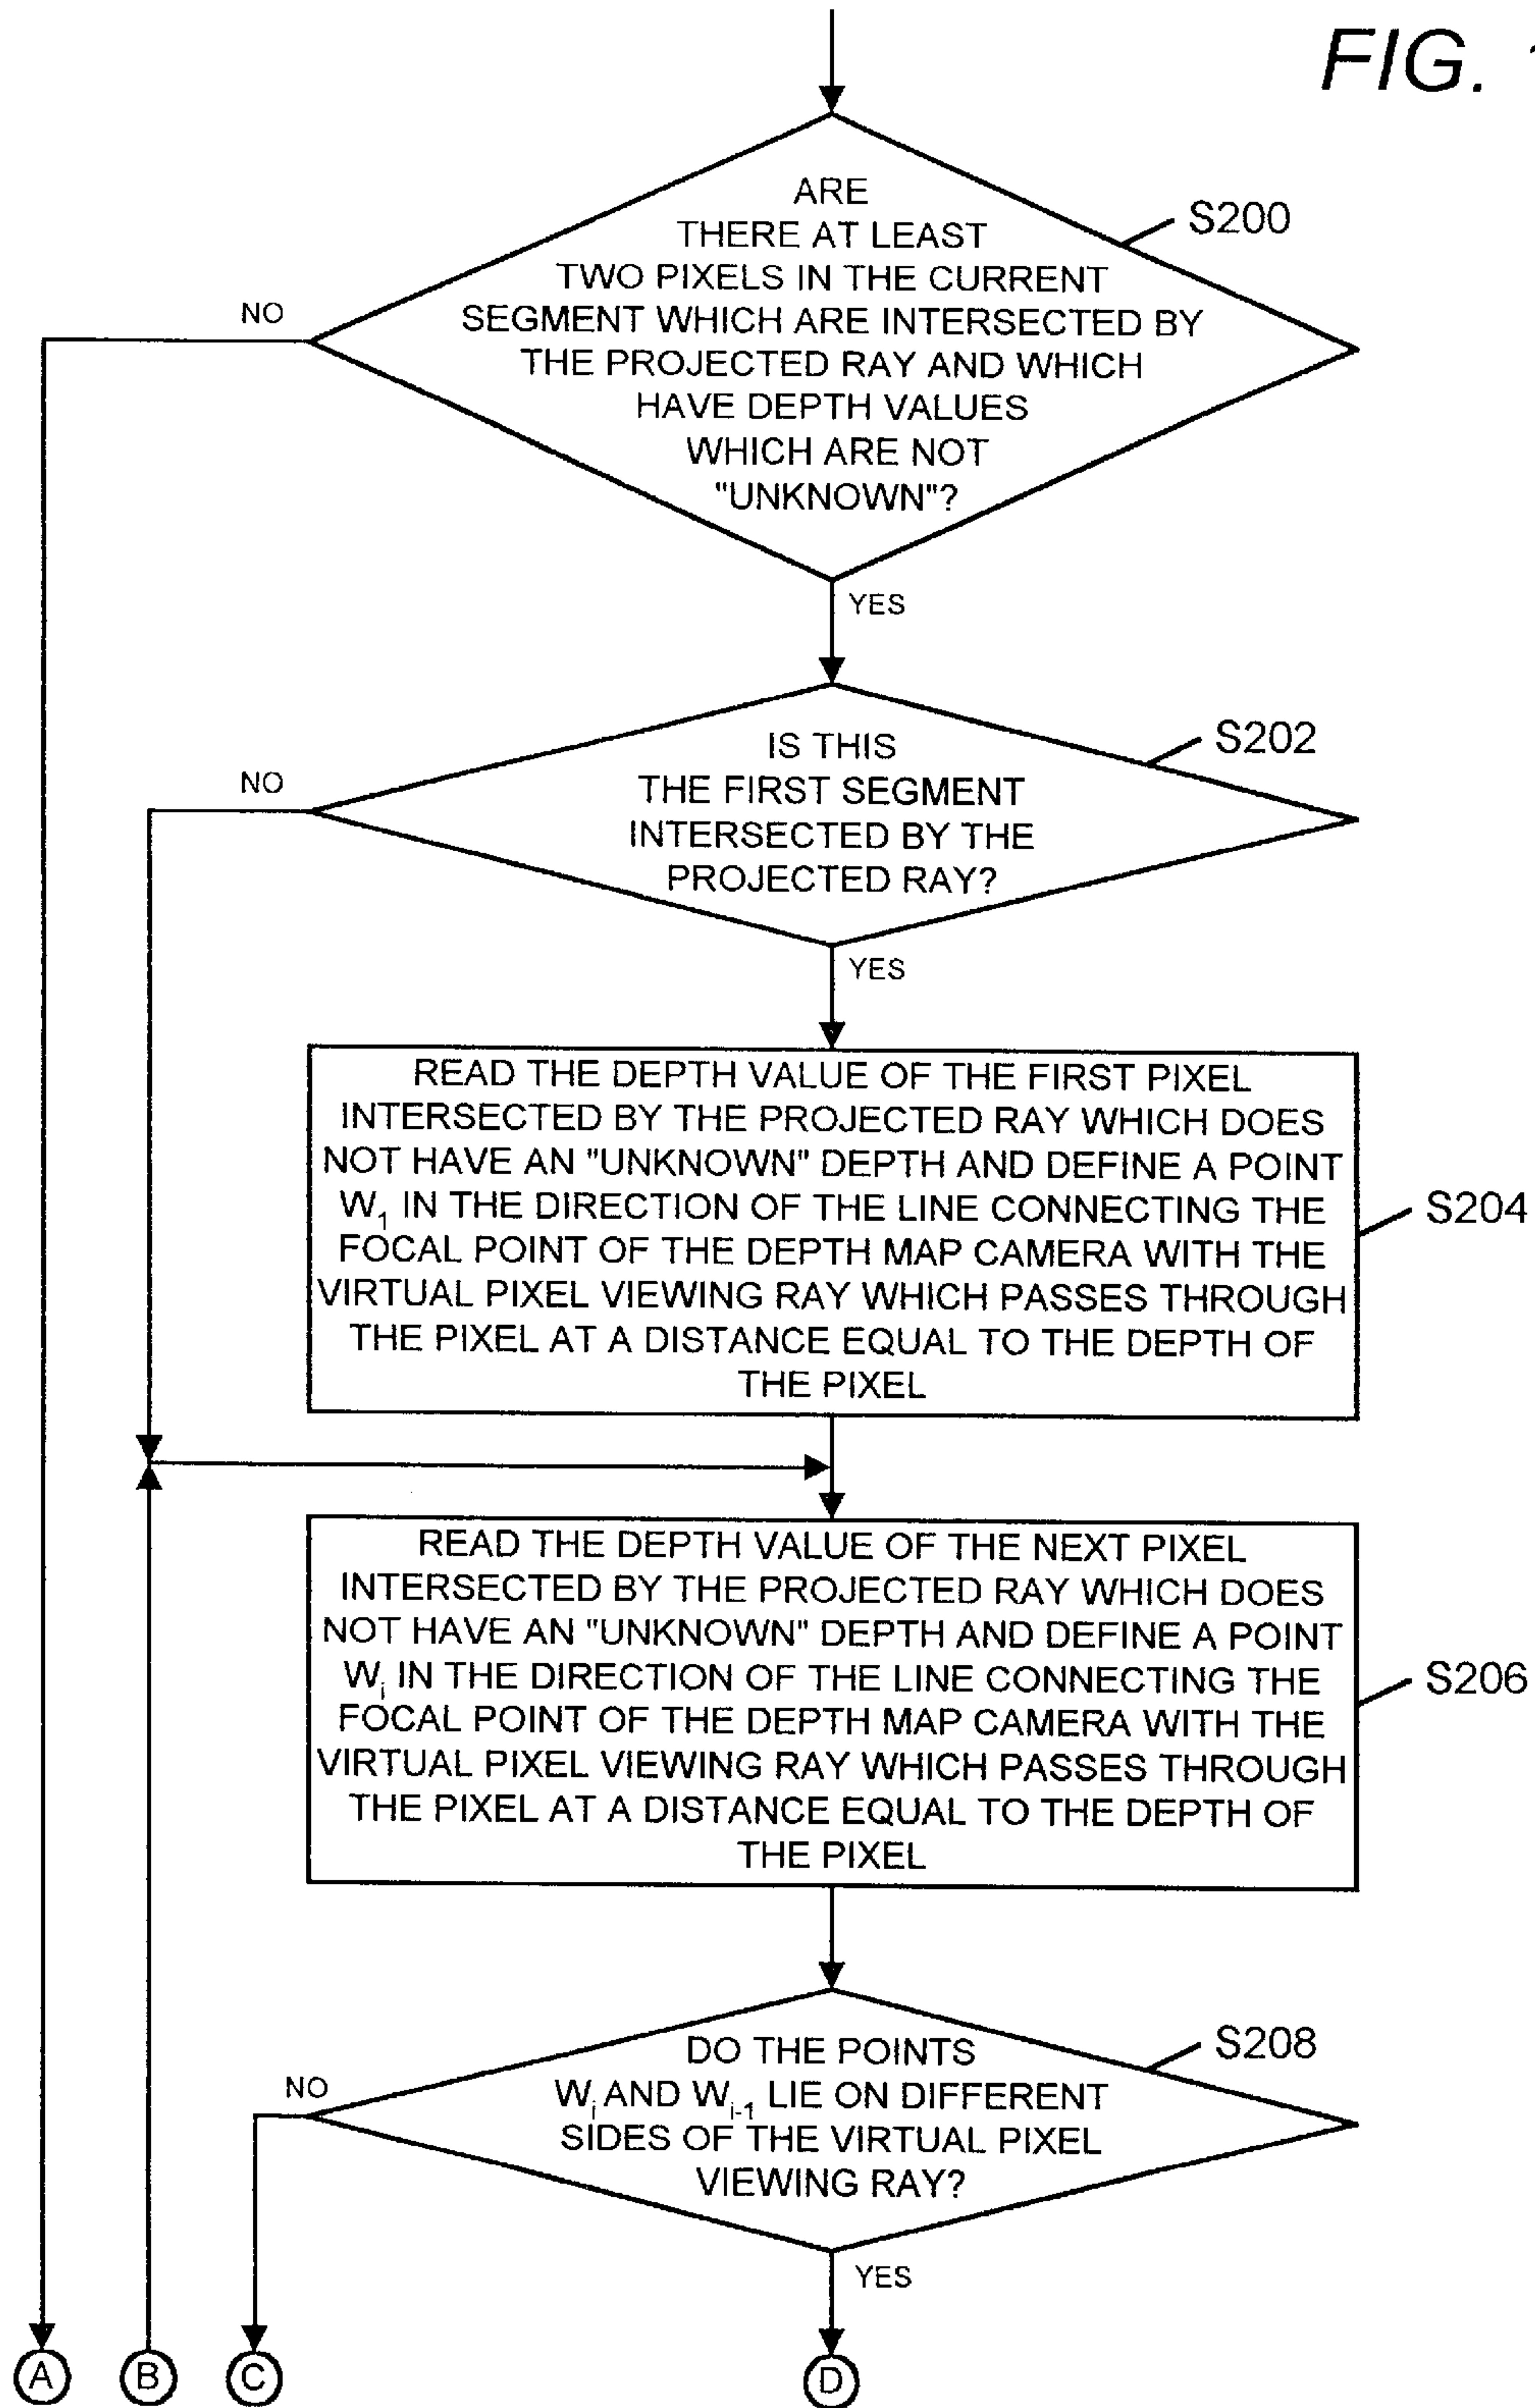 FIG.
ARE
THERE AT LEAST
TWO PIXELS IN THE CURRENT
SEGMENT WHICH ARE INTERSECTED BY
THE PROJECTED RAY AND WHICH
HAVE DEPTH VALUES
WHICH ARE NOT
"UNKNOWN"?
S200
NO
YES
IS THIS
THE FIRST SEGMENT
INTERSECTED BY THE
PROJECTED RAY?
S202
NO
YES
READ THE DEPTH VALUE OF THE FIRST PIXEL
INTERSECTED BY THE PROJECTED RAY WHICH DOES
NOT HAVE AN "UNKNOWN" DEPTH AND DEFINE A POINT
W₁ IN THE DIRECTION OF THE LINE CONNECTING THE
FOCAL POINT OF THE DEPTH MAP CAMERA WITH THE
VIRTUAL PIXEL VIEWING RAY WHICH PASSES THROUGH
THE PIXEL AT A DISTANCE EQUAL TO THE DEPTH OF
THE PIXEL
S204
READ THE DEPTH VALUE OF THE NEXT PIXEL
INTERSECTED BY THE PROJECTED RAY WHICH DOES
NOT HAVE AN "UNKNOWN" DEPTH AND DEFINE A POINT
Wᵢ IN THE DIRECTION OF THE LINE CONNECTING THE
FOCAL POINT OF THE DEPTH MAP CAMERA WITH THE
VIRTUAL PIXEL VIEWING RAY WHICH PASSES THROUGH
THE PIXEL AT A DISTANCE EQUAL TO THE DEPTH OF
THE PIXEL
S206
DO THE POINTS
Wᵢ AND Wᵢ₋₁ LIE ON DIFFERENT
SIDES OF THE VIRTUAL PIXEL
VIEWING RAY?
S208
NO
YES
A
B
C
D